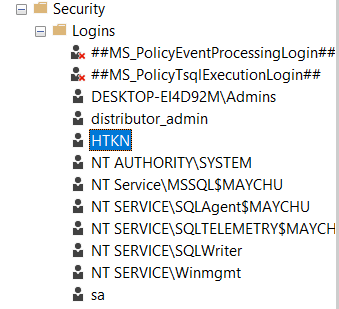 Security
Logins
##MS_PolicyEventProcessingLogin##
##MS_PolicyTsqlExecutionLogin##
DESKTOP-EI4D92M\Admins
distributor_admin
HTKN
NT AUTHORITY\SYSTEM
NT Service\MSSQL$MAYCHU
NT SERVICE\SQLAgent$MAYCHU
NT SERVICE\SQLTELEMETRY$MAYCH
NT SERVICE\SQLWriter
NT SERVICE\Winmgmt
sa